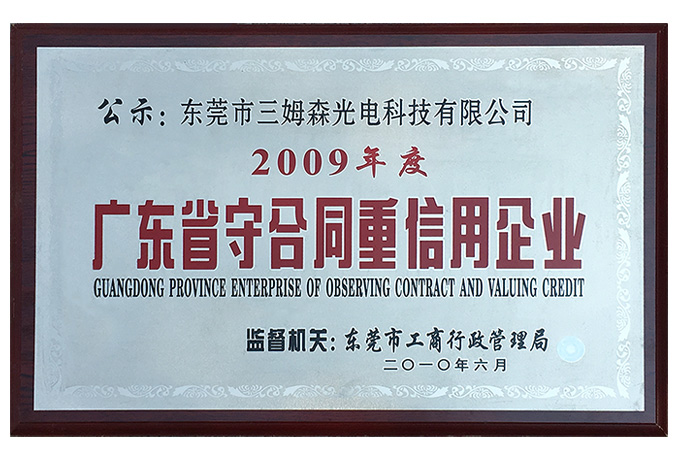 公示：东莞市三姆森光电科技有限公司
2009年度
广东省守合同重信用企业
GUANGDONG PROVINCE ENTERPRISE OF OBSERVING CONTRACT AND VALUING CREDIT
监督机关：东莞市工商行政管理局
二〇一〇年六月